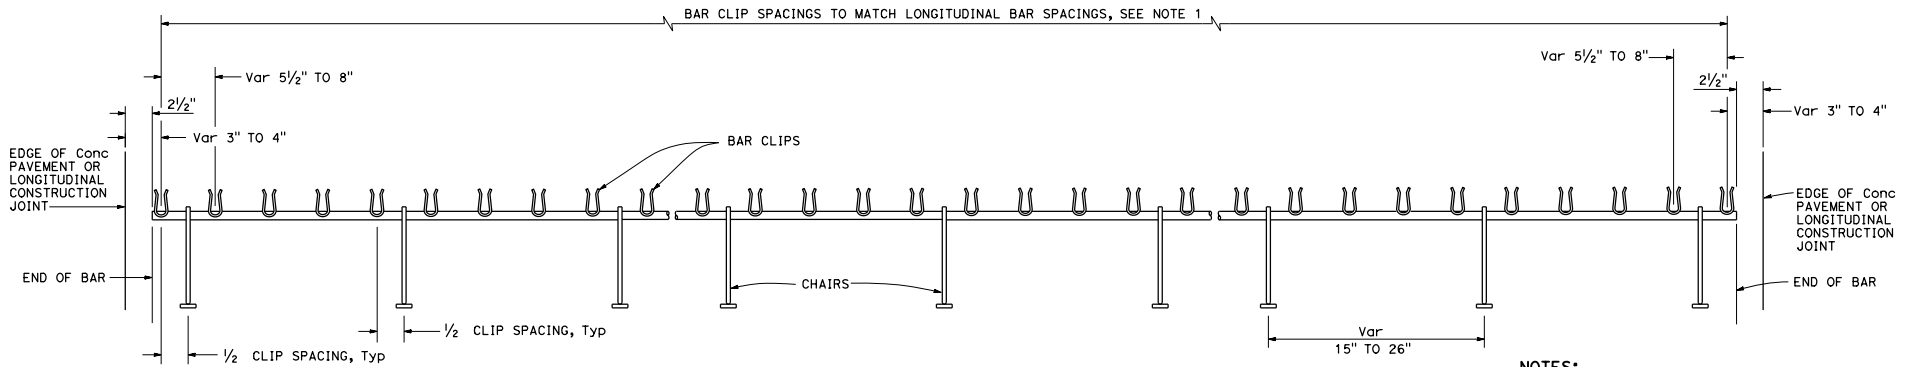 BAR CLIP SPACINGS TO MATCH LONGITUDINAL BAR SPACINGS, SEE NOTE 1
Var 5½" TO 8"
Var 5½" TO 8"
2½"
2½"
Var 3" TO 4"
Var 3" TO 4"
BAR CLIPS
EDGE OF Conc
PAVEMENT OR
LONGITUDINAL
CONSTRUCTION
JOINT
EDGE OF Conc
PAVEMENT OR
LONGITUDINAL
CONSTRUCTION
JOINT
END OF BAR
CHAIRS
END OF BAR
½ CLIP SPACING, Typ
½ CLIP SPACING, Typ
Var
15" TO 26"
NOTES: